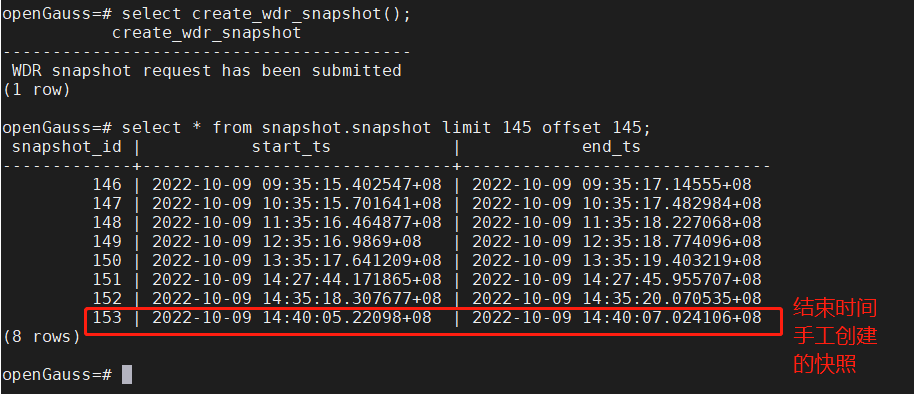 openGauss=# select create_wdr_snapshot();
create_wdr_snapshot
-----------------------------------------
WDR snapshot request has been submitted
(1 row)
openGauss=# select * from snapshot.snapshot limit 145 offset 145;
snapshot_id | start_ts | end_ts
-------------+-------------------------------+-------------------------------
146 | 2022-10-09 09:35:15.402547+08 | 2022-10-09 09:35:17.14555+08
147 | 2022-10-09 10:35:15.701641+08 | 2022-10-09 10:35:17.482984+08
148 | 2022-10-09 11:35:16.464877+08 | 2022-10-09 11:35:18.227068+08
149 | 2022-10-09 12:35:16.9869+08 | 2022-10-09 12:35:18.774096+08
150 | 2022-10-09 13:35:17.641209+08 | 2022-10-09 13:35:19.403219+08
151 | 2022-10-09 14:27:44.171865+08 | 2022-10-09 14:27:45.955707+08
152 | 2022-10-09 14:35:18.307677+08 | 2022-10-09 14:35:20.070535+08
153 | 2022-10-09 14:40:05.22098+08 | 2022-10-09 14:40:07.024106+08
(8 rows)
结束时间
手工创建
的快照
openGauss=#